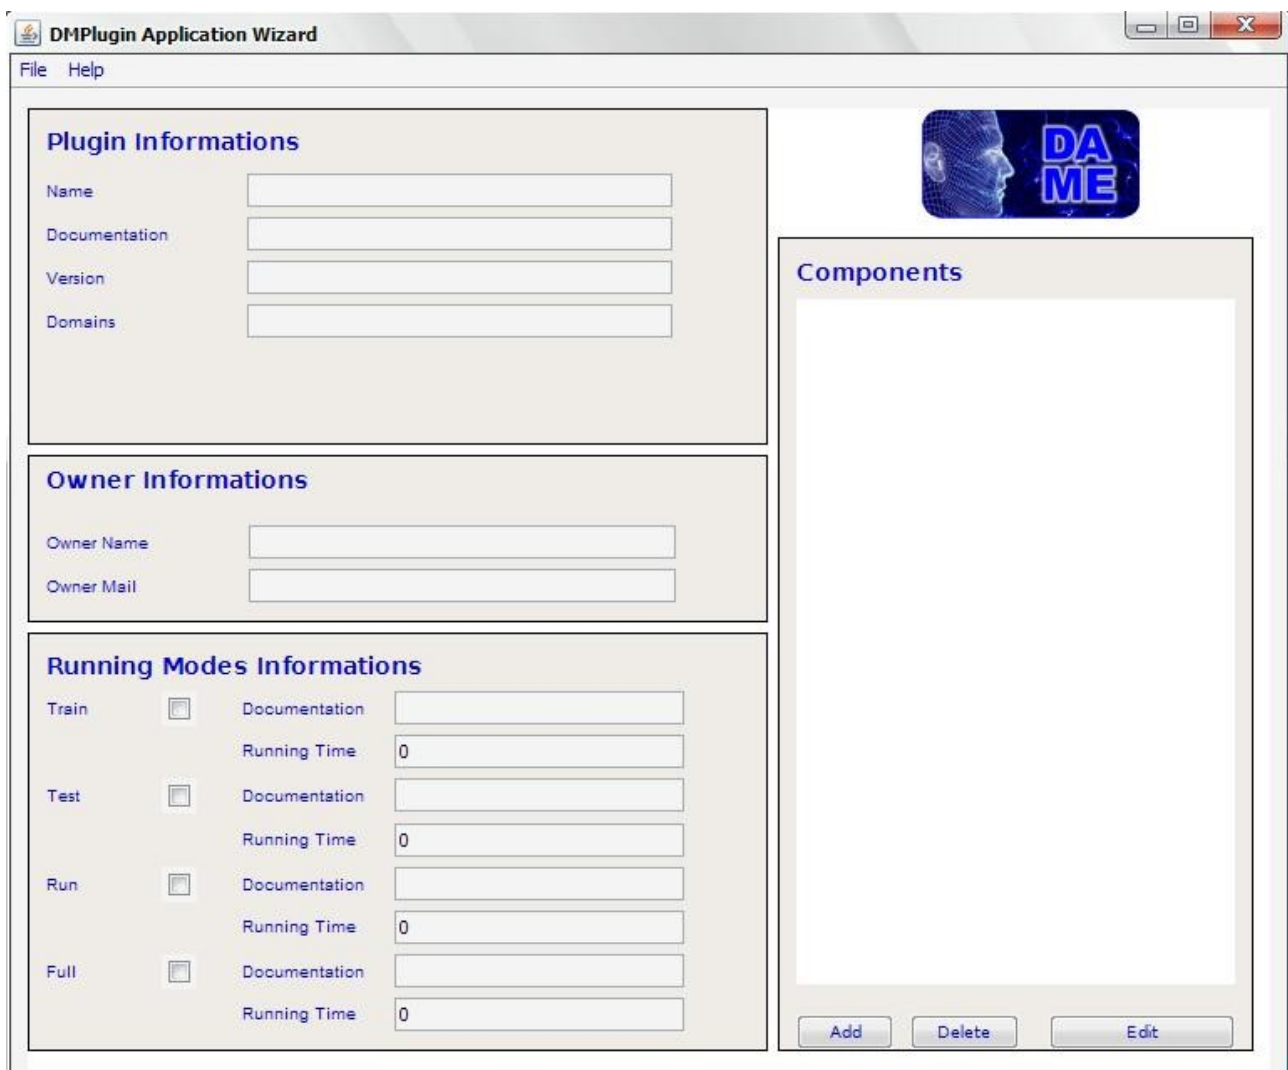 DMPlugin Application Wizard
File Help
Plugin Informations
Name
Documentation
Version
Domains
Owner Informations
Owner Name
Owner Mail
Running Modes Informations
Train Documentation
Running Time 0
Test Documentation
Running Time 0
Run Documentation
Running Time 0
Full Documentation
Running Time 0
DA
ME
Components
Add Delete Edit